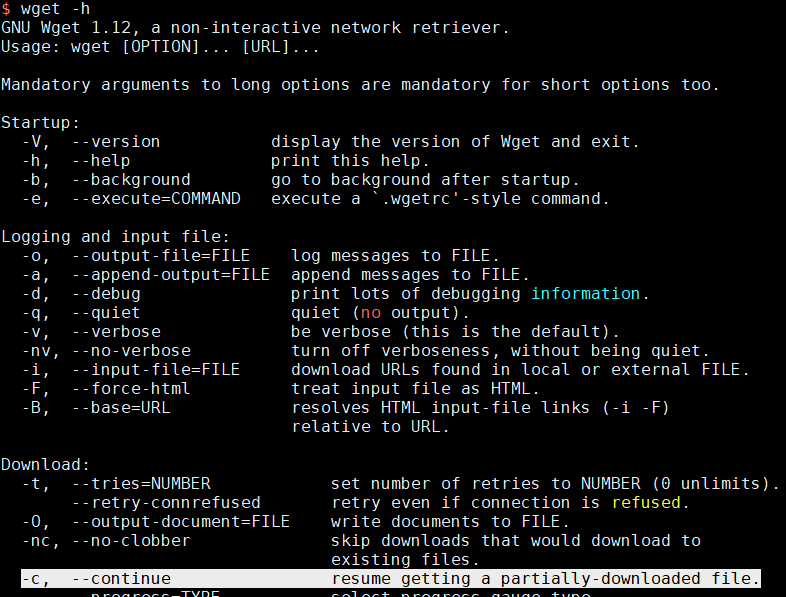 $ wget -h
GNU Wget 1.12, a non-interactive network retriever.
Usage: wget [OPTION]... [URL]...

Mandatory arguments to long options are mandatory for short options too.

Startup:
  -V,  --version           display the version of Wget and exit.
  -h,  --help              print this help.
  -b,  --background        go to background after startup.
  -e,  --execute=COMMAND   execute a `.wgetrc'-style command.

Logging and input file:
  -o,  --output-file=FILE    log messages to FILE.
  -a,  --append-output=FILE  append messages to FILE.
  -d,  --debug               print lots of debugging information.
  -q,  --quiet               quiet (no output).
  -v,  --verbose             be verbose (this is the default).
  -nv, --no-verbose          turn off verboseness, without being quiet.
  -i,  --input-file=FILE     download URLs found in local or external FILE.
  -F,  --force-html          treat input file as HTML.
  -B,  --base=URL            resolves HTML input-file links (-i -F)
                             relative to URL.

Download:
  -t,  --tries=NUMBER            set number of retries to NUMBER (0 unlimits).
       --retry-connrefused       retry even if connection is refused.
  -O,  --output-document=FILE    write documents to FILE.
  -nc, --no-clobber              skip downloads that would download to
                                 existing files.
  -c,  --continue                resume getting a partially-downloaded file.
       --progress=TYPE           select progress gauge type.